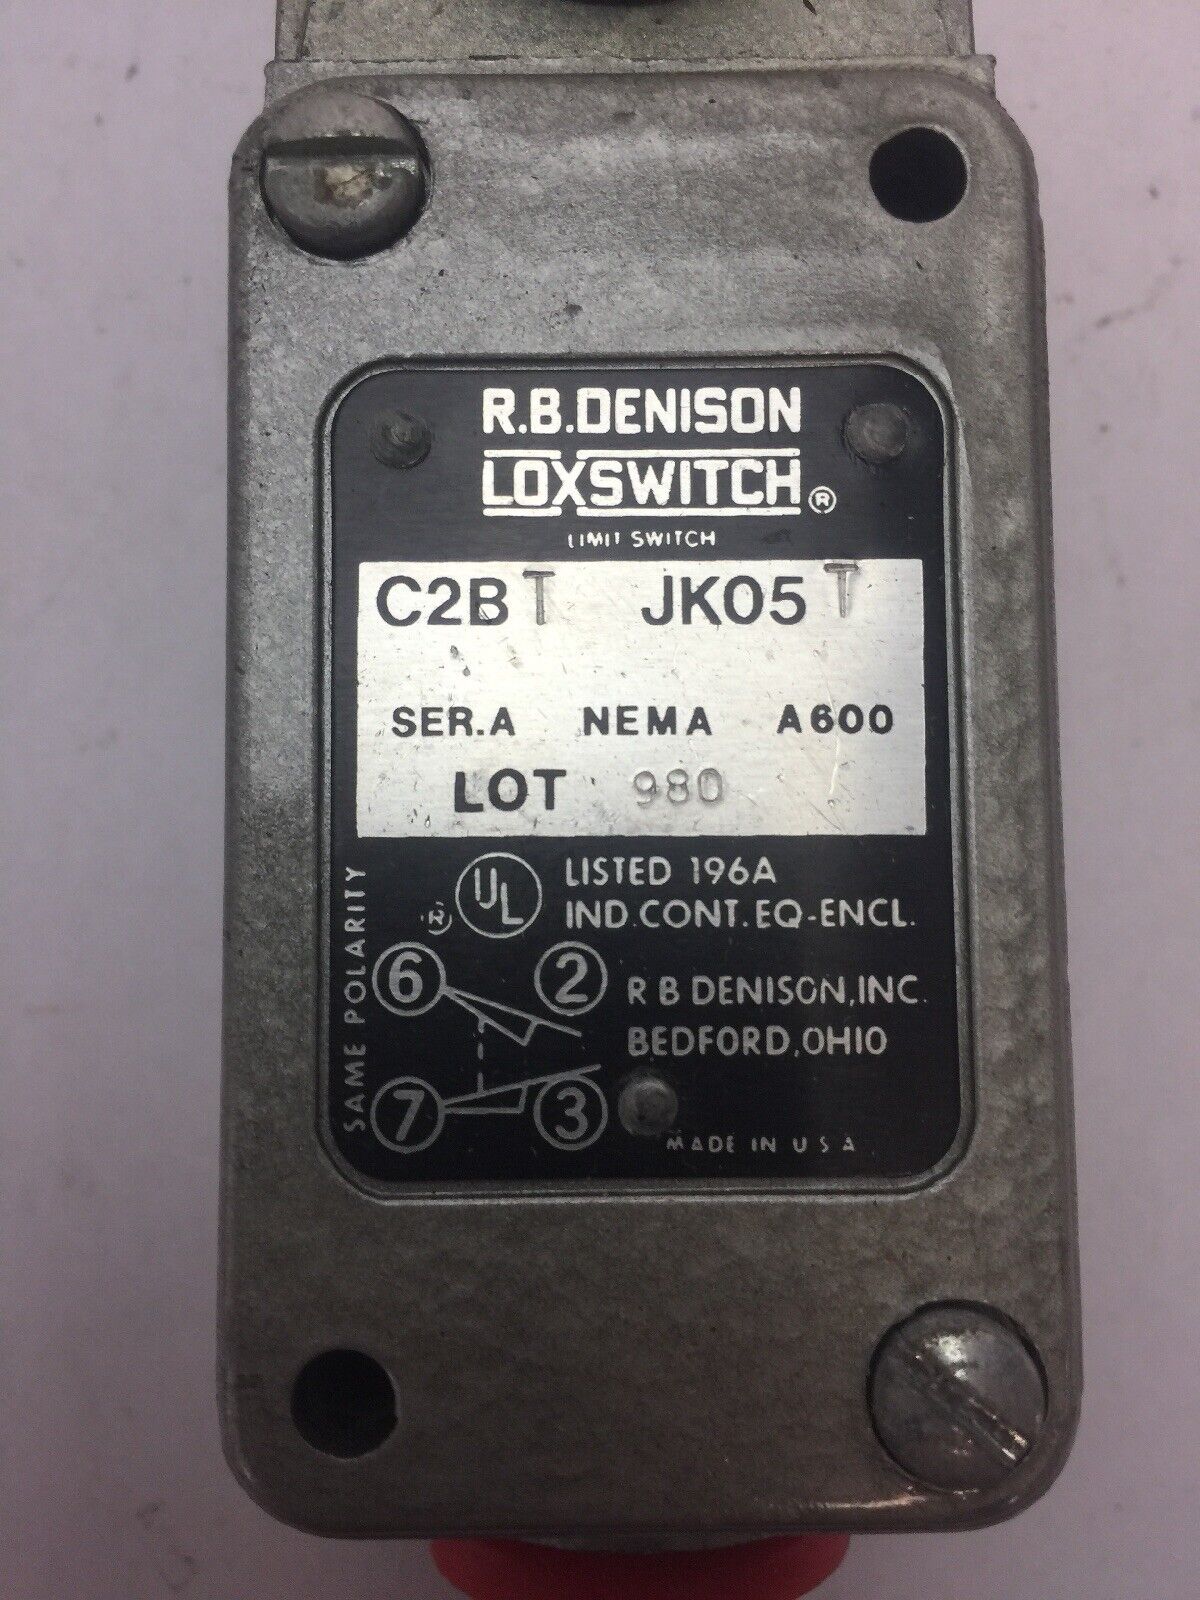 R.B.DENISON
LOXSWITCH®
LIMIT SWITCH
C2B T JK05 T
SER.A NEMA A600
LOT 980
UL ®
LISTED 196A
IND.CONT.EQ-ENCL.
SAME POLARITY
6 2
7 3
R B DENISON, INC.
BEDFORD, OHIO
MADE IN U S A